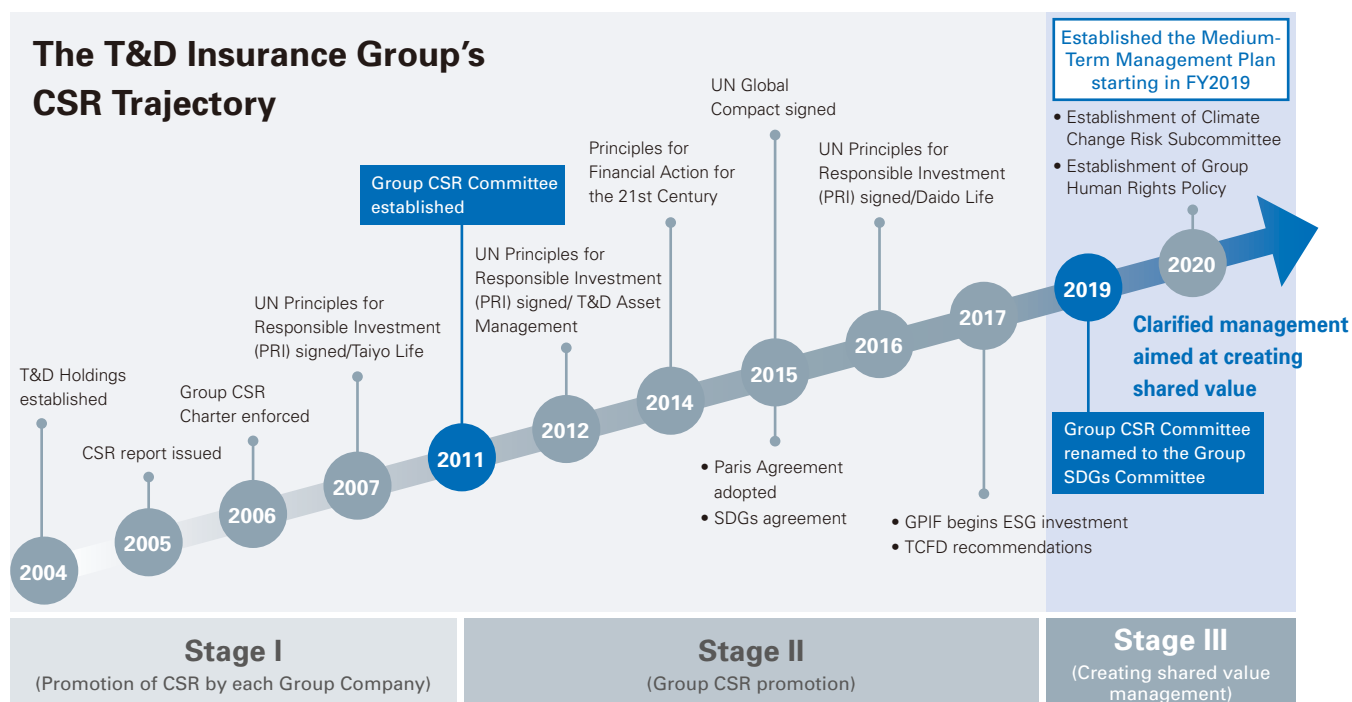 The T&D Insurance Group’s
CSR Trajectory
T&D Holdings
established
2004
CSR report issued
2005
Group CSR
Charter enforced
2006
UN Principles for
Responsible Investment
(PRI) signed/Taiyo Life
2007
Group CSR Committee
established
2011
UN Principles for
Responsible Investment
(PRI) signed/ T&D Asset
Management
2012
Principles for
Financial Action for
the 21st Century
2014
UN Global
Compact signed
2015
• Paris Agreement
adopted
• SDGs agreement
UN Principles for
Responsible Investment
(PRI) signed/Daido Life
2016
2017
• GPIF begins ESG investment
• TCFD recommendations
Established the Medium-
Term Management Plan
starting in FY2019
• Establishment of Climate
Change Risk Subcommittee
• Establishment of Group
Human Rights Policy
2019
2020
Clarified management
aimed at creating
shared value
Group CSR Committee
renamed to the Group
SDGs Committee
Stage I
(Promotion of CSR by each Group Company)
Stage II
(Group CSR promotion)
Stage III
(Creating shared value
management)